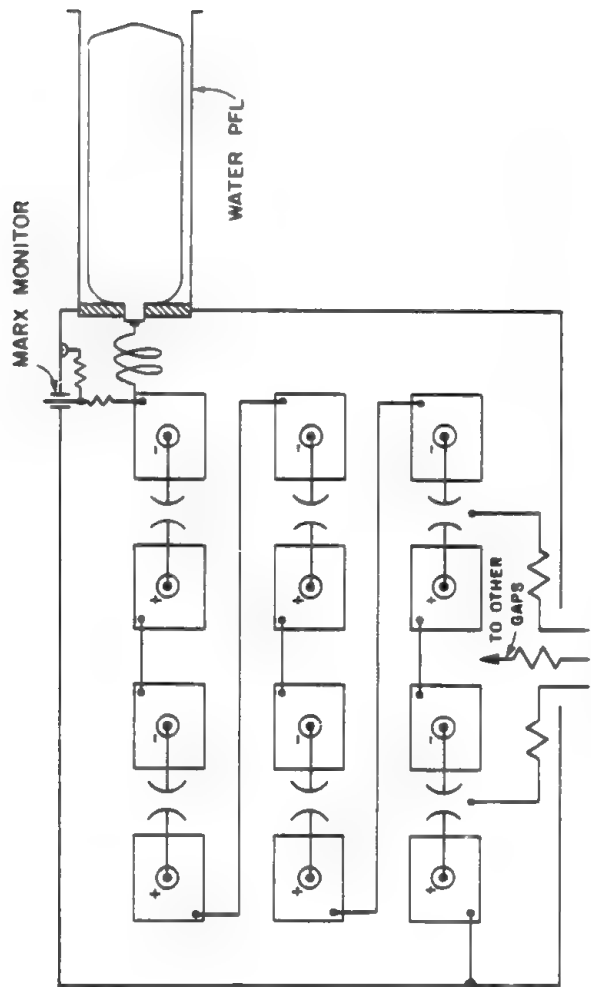 MARX MONITOR
WATER PFL
TO OTHER
GAPS
- - -
+ + +
- - -
+ + +